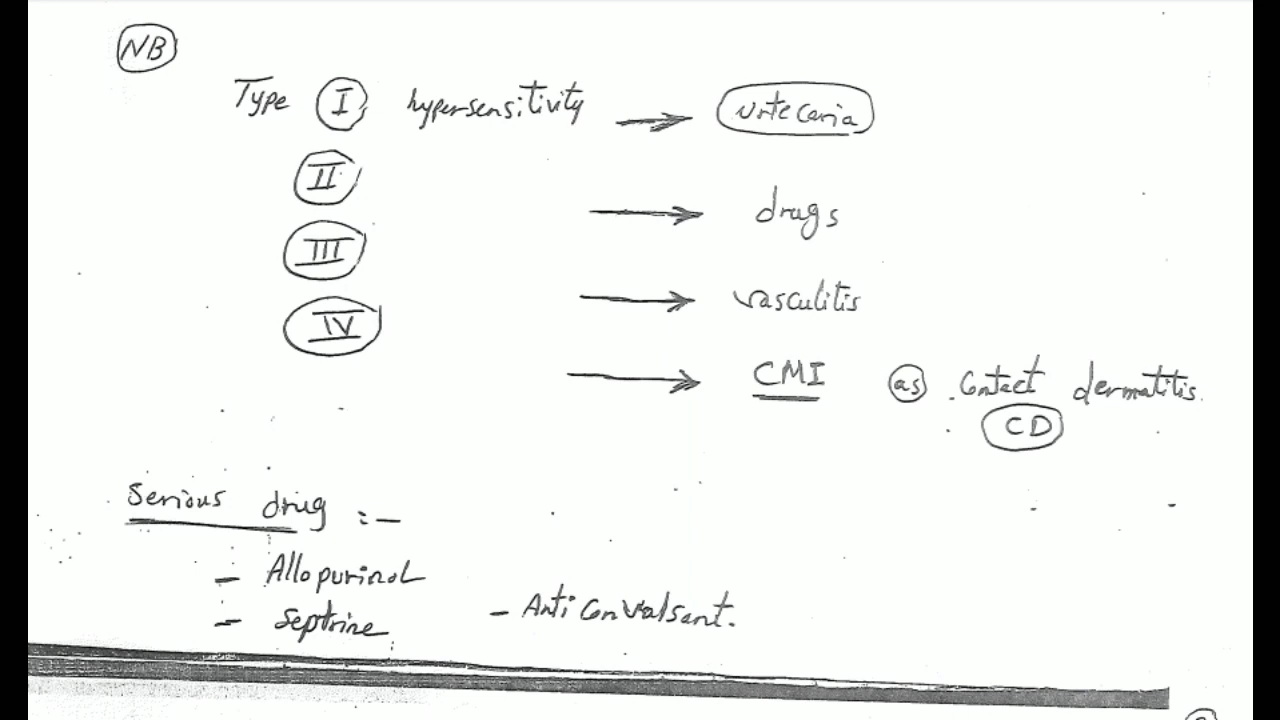 NB
Type I hypersensitivity → urtecaria
II → drugs
III → vasculitis
IV → CMI as Contact dermatitis
CD
Serious drug :-
- Allopurinol
- Septrine - Anti Convulsant.